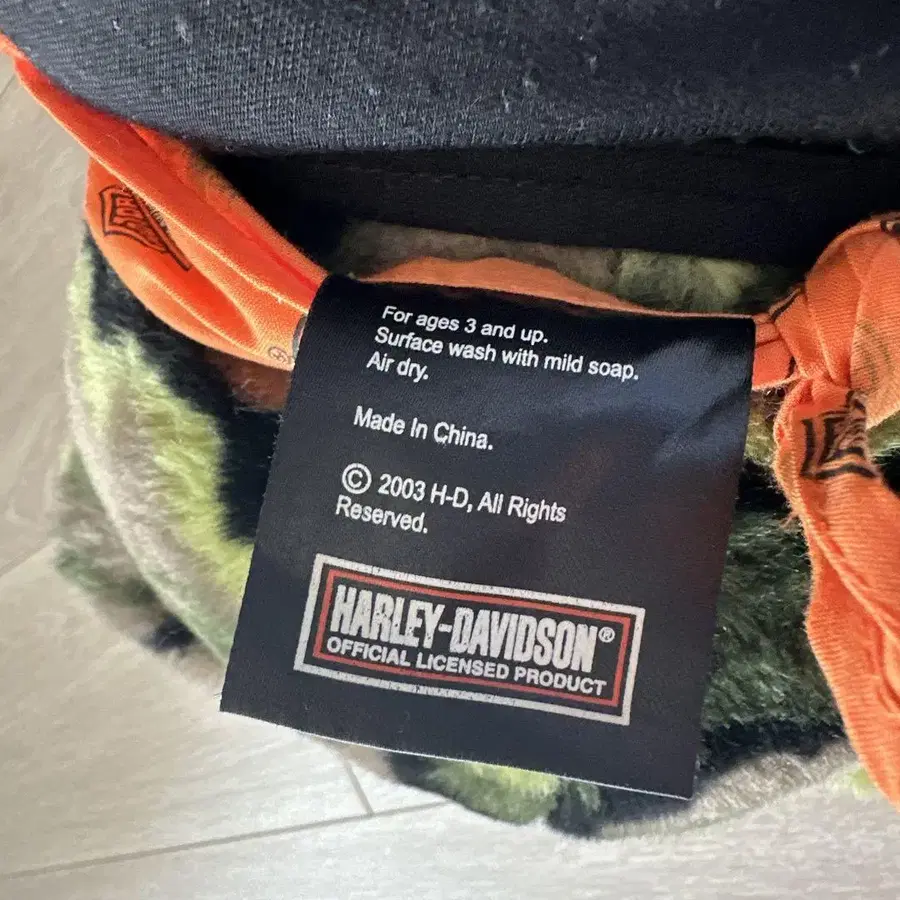 For ages 3 and up.
Surface wash with mild soap.
Air dry.
Made In China.
© 2003 H-D, All Rights
Reserved.
HARLEY-DAVIDSON®
OFFICIAL LICENSED PRODUCT